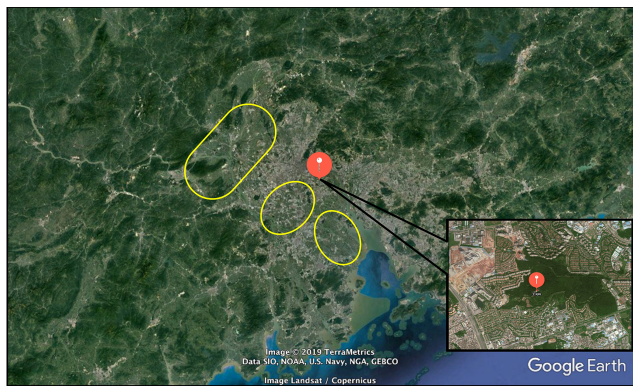 Image © 2019 TerraMetrics
Data SIO, NOAA, U.S. Navy, NGA, GEBCO
Image Landsat / Copernicus
Google Earth